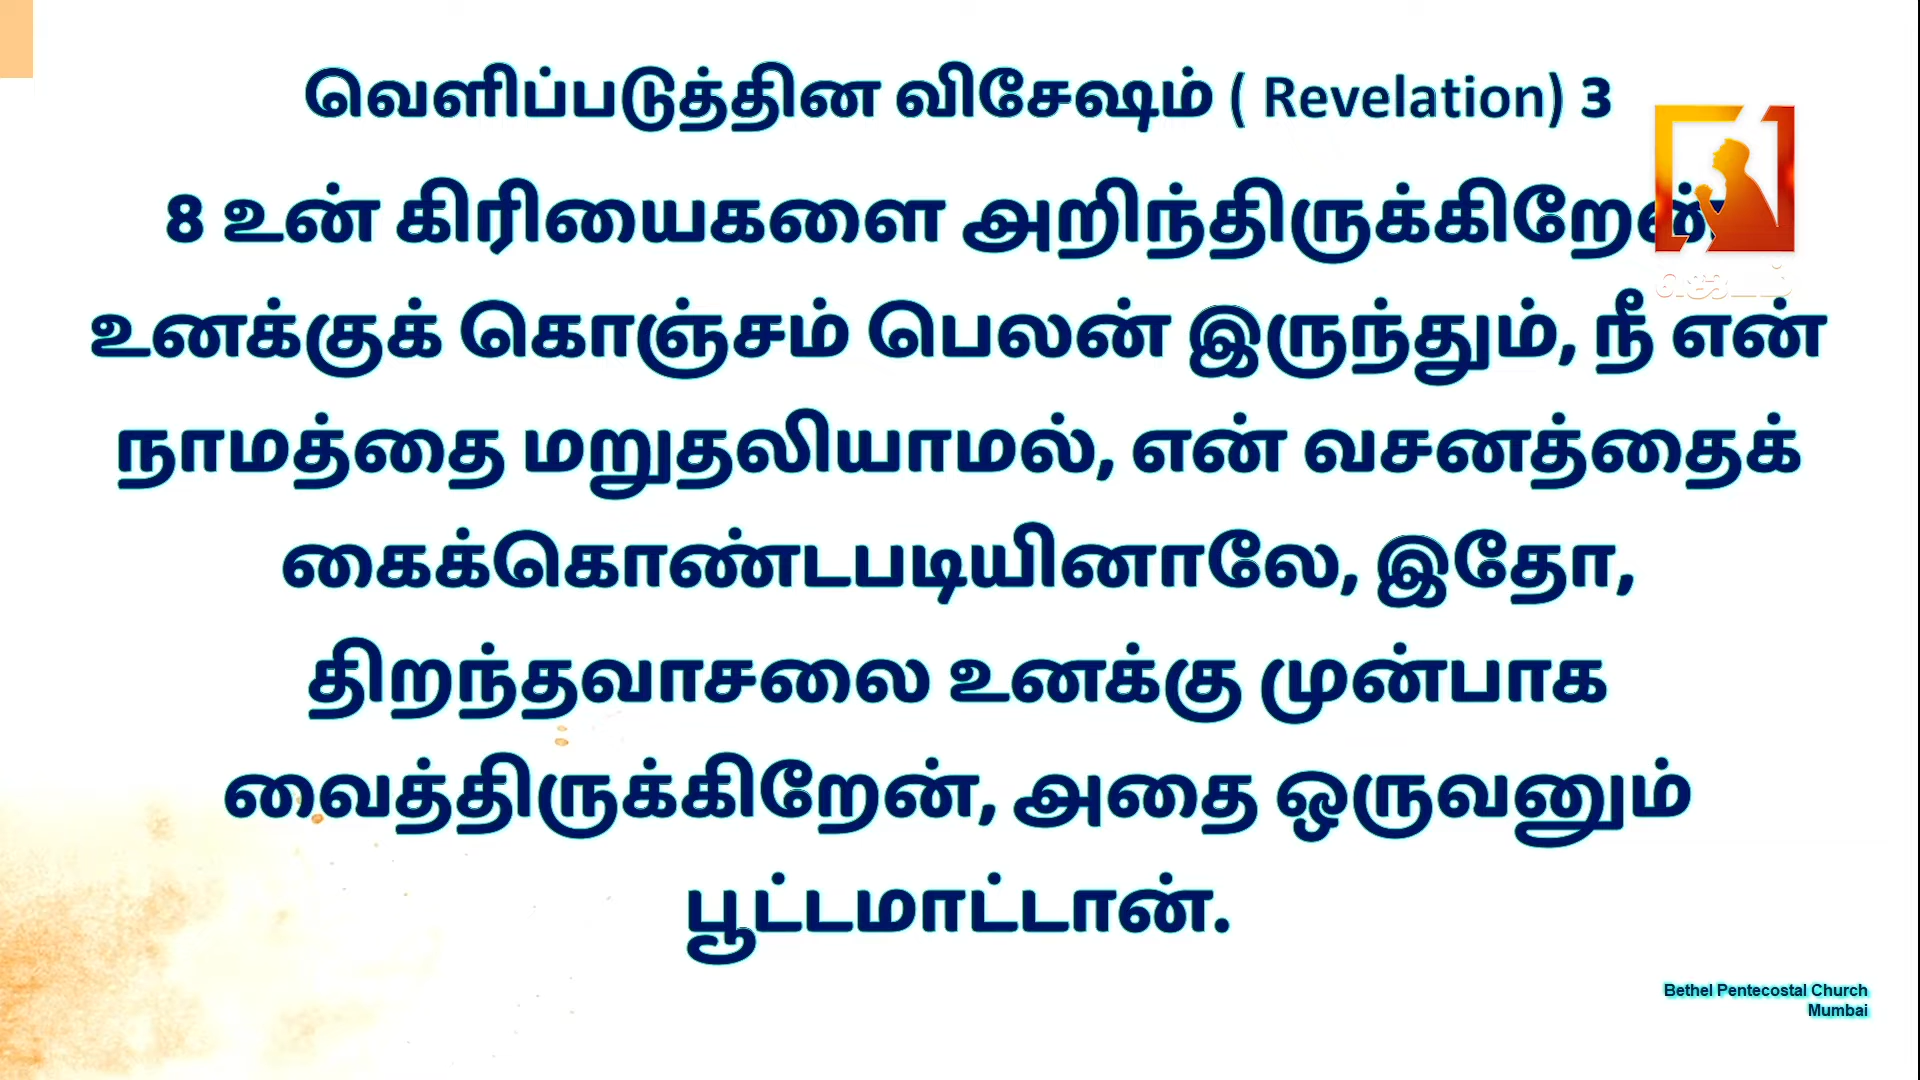 வெளிப்படுத்தின விசேஷம் ( Revelation) 3
8 உன் கிரியைகளை அறிந்திருக்கிறேன்
உனக்குக் கொஞ்சம் பெலன் இருந்தும், நீ என்
நாமத்தை மறுதலியாமல், என் வசனத்தைக்
கைக்கொண்டபடியினாலே, இதோ,
திறந்தவாசலை உனக்கு முன்பாக
வைத்திருக்கிறேன், அதை ஒருவனும்
பூட்டமாட்டான்.
ஜெபம்
Bethel Pentecostal Church
Mumbai